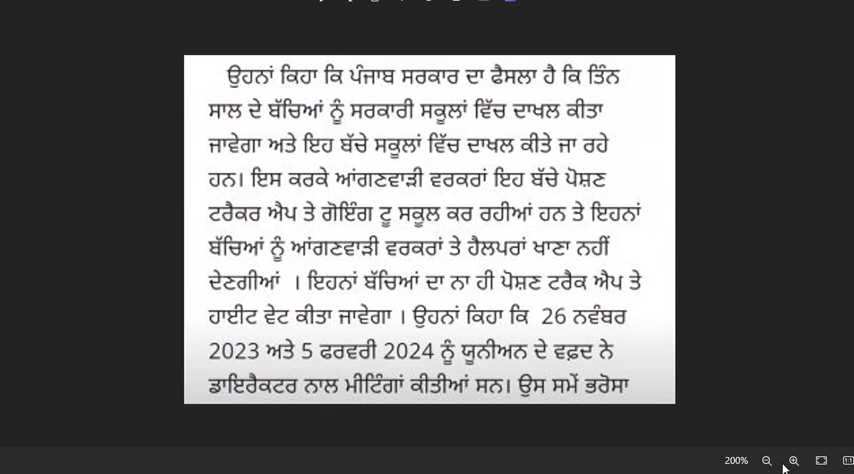 ਉਹਨਾਂ ਕਿਹਾ ਕਿ ਪੰਜਾਬ ਸਰਕਾਰ ਦਾ ਫੈਸਲਾ ਹੈ ਕਿ ਤਿੰਨ
ਸਾਲ ਦੇ ਬੱਚਿਆਂ ਨੂੰ ਸਰਕਾਰੀ ਸਕੂਲਾਂ ਵਿੱਚ ਦਾਖਲ ਕੀਤਾ
ਜਾਵੇਗਾ ਅਤੇ ਇਹ ਬੱਚੇ ਸਕੂਲਾਂ ਵਿੱਚ ਦਾਖਲ ਕੀਤੇ ਜਾ ਰਹੇ
ਹਨ। ਇਸ ਕਰਕੇ ਆਂਗਣਵਾੜੀ ਵਰਕਰਾਂ ਇਹ ਬੱਚੇ ਪੋਸ਼ਣ
ਟਰੈਕਰ ਐਪ ਤੇ ਗੋਇੰਗ ਟੂ ਸਕੂਲ ਕਰ ਰਹੀਆਂ ਹਨ ਤੇ ਇਹਨਾਂ
ਬੱਚਿਆਂ ਨੂੰ ਆਂਗਣਵਾੜੀ ਵਰਕਰਾਂ ਤੇ ਹੈਲਪਰਾਂ ਖਾਣਾ ਨਹੀਂ
ਦੇਣਗੀਆਂ । ਇਹਨਾਂ ਬੱਚਿਆਂ ਦਾ ਨਾ ਹੀ ਪੋਸ਼ਣ ਟਰੈਕ ਐਪ ਤੇ
ਹਾਈਟ ਵੇਟ ਕੀਤਾ ਜਾਵੇਗਾ । ਉਹਨਾਂ ਕਿਹਾ ਕਿ 26 ਨਵੰਬਰ
2023 ਅਤੇ 5 ਫਰਵਰੀ 2024 ਨੂੰ ਯੂਨੀਅਨ ਦੇ ਵਫ਼ਦ ਨੇ
ਡਾਇਰੈਕਟਰ ਨਾਲ ਮੀਟਿੰਗਾਂ ਕੀਤੀਆਂ ਸਨ। ਉਸ ਸਮੇਂ ਭਰੋਸਾ
200%
1:1